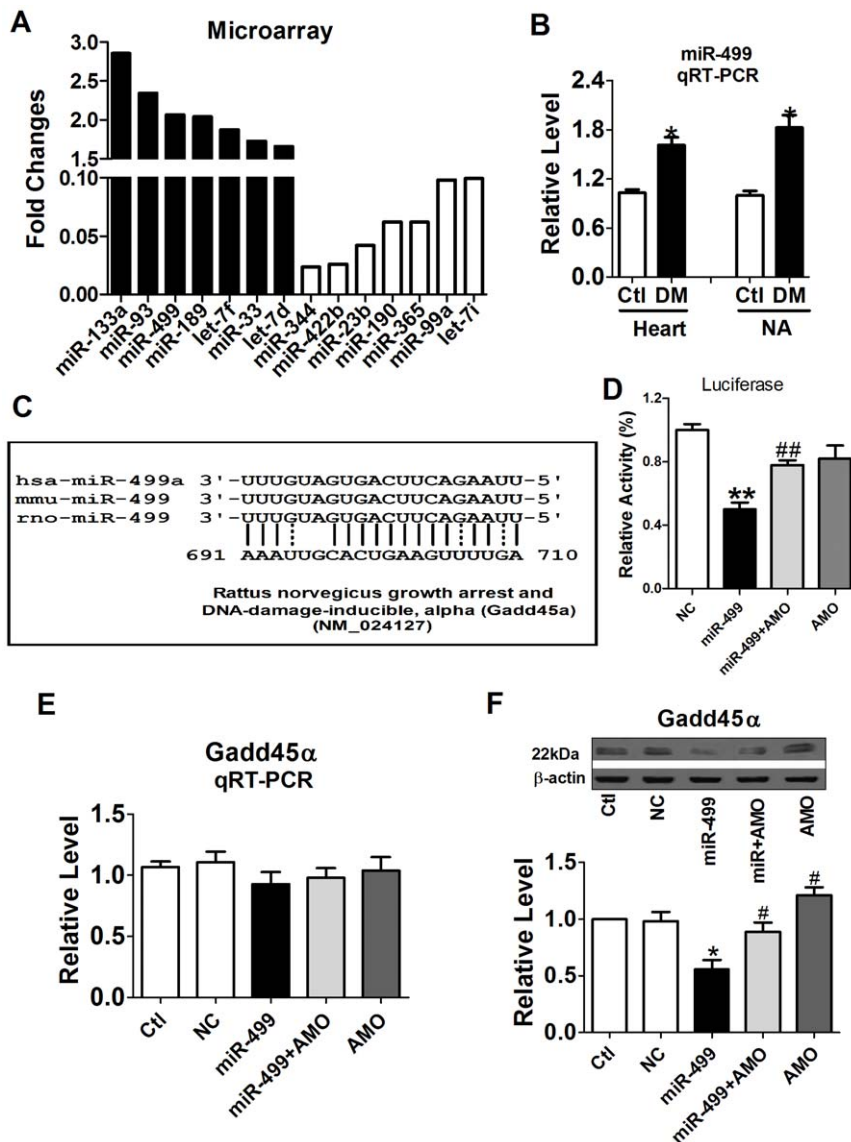 A
Microarray
Fold Changes
3.0
2.5
2.0
1.5
0.10
0.05
0.00
miR-133a
miR-93
miR-499
miR-189
let-7f
miR-33
let-7d
miR-344
miR-422b
miR-23b
miR-190
miR-365
miR-99a
let-7i
B
miR-499
qRT-PCR
Relative Level
2.4
1.8
1.2
0.6
0.0
*
*
Ctl DM Ctl DM
Heart NA
C
hsa-miR-499a 3'-UUUGUAGUGACUUCAGAAUU-5'
mmu-miR-499 3'-UUUGUAGUGACUUCAGAAUU-5'
rno-miR-499 3'-UUUGUAGUGACUUCAGAAUU-5'
691 AAAUUGCACUGAAGUUUUGA 710
Rattus norvegicus growth arrest and
DNA-damage-inducible, alpha (Gadd45a)
(NM_024127)
D
Luciferase
Relative Activity (%)
1.2
0.8
0.4
0.0
**
##
NC
miR-499
miR-499+AMO
AMO
E
Gadd45α
qRT-PCR
Relative Level
1.5
1.0
0.5
0.0
Ctl
NC
miR-499
miR-499+AMO
AMO
F
Gadd45α
22kDa
β-actin
Ctl
NC
miR-499
miR+AMO
AMO
Relative Level
1.5
1.0
0.5
0.0
*
#
#
Ctl
NC
miR-499
miR-499+AMO
AMO